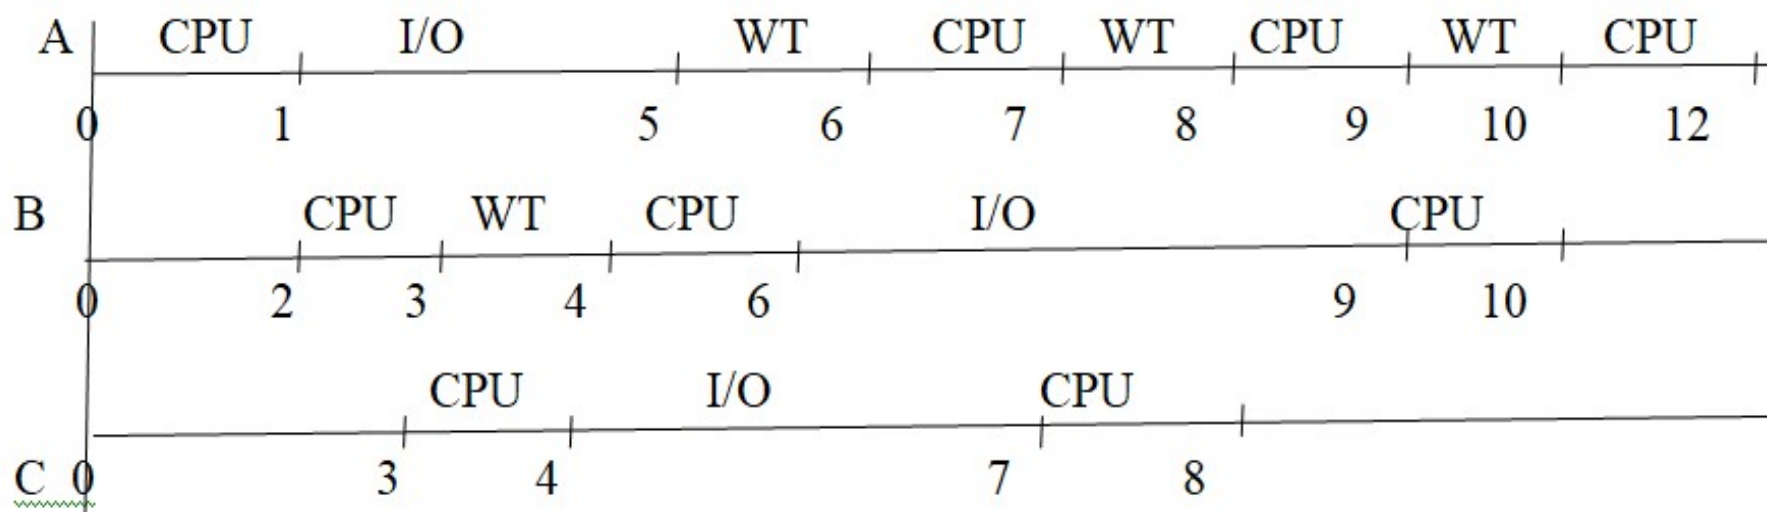 A CPU I/O WT CPU WT CPU WT CPU
0 1 5 6 7 8 9 10 12
B CPU WT CPU I/O CPU
0 2 3 4 6 9 10
CPU I/O CPU
C 0 3 4 7 8